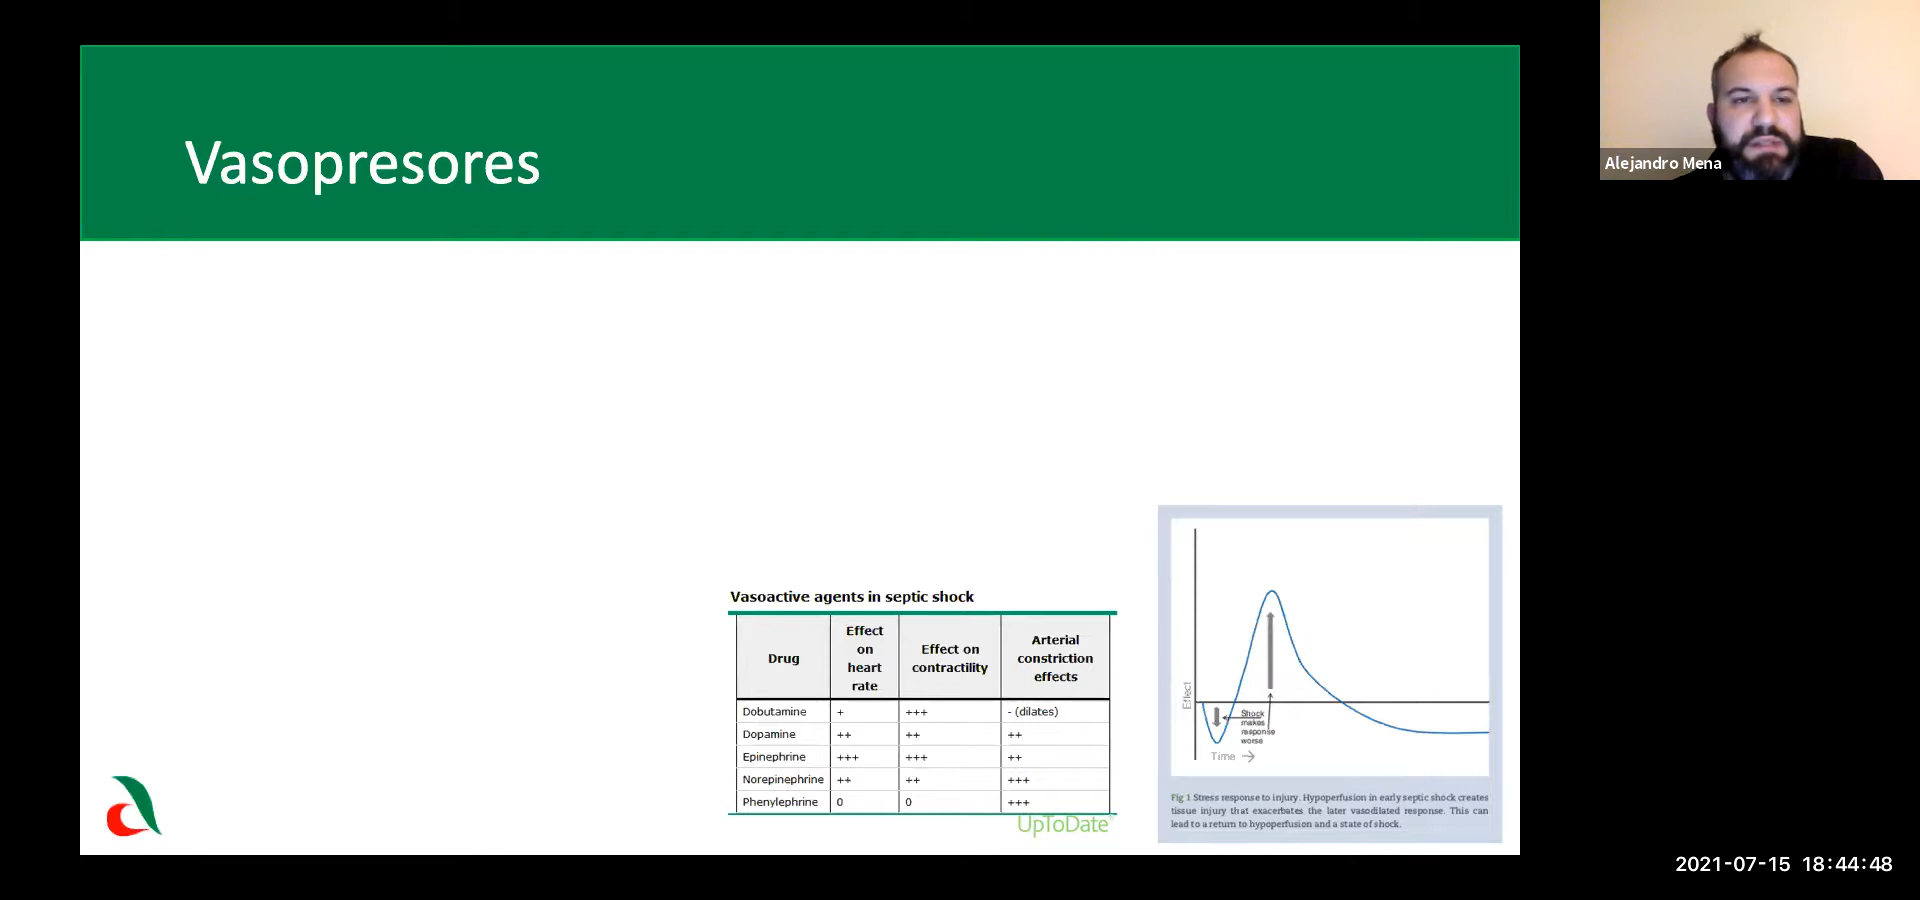 Vasopresores
Alejandro Mena
Vasoactive agents in septic shock
Drug
Effect
on
heart
rate
Effect on
contractility
Arterial
constriction
effects
Dobutamine + +++ - (dilates)
Dopamine ++ ++ ++
Epinephrine +++ +++ ++
Norepinephrine ++ ++ +++
Phenylephrine 0 0 +++
UpToDate®
Effect
Shock
makes
response
worse
Time →
Fig 1 Stress response to injury. Hypoperfusion in early septic shock creates
tissue injury that exacerbates the later vasodilated response. This can
lead to a return to hypoperfusion and a state of shock.
2021-07-15 18:44:48